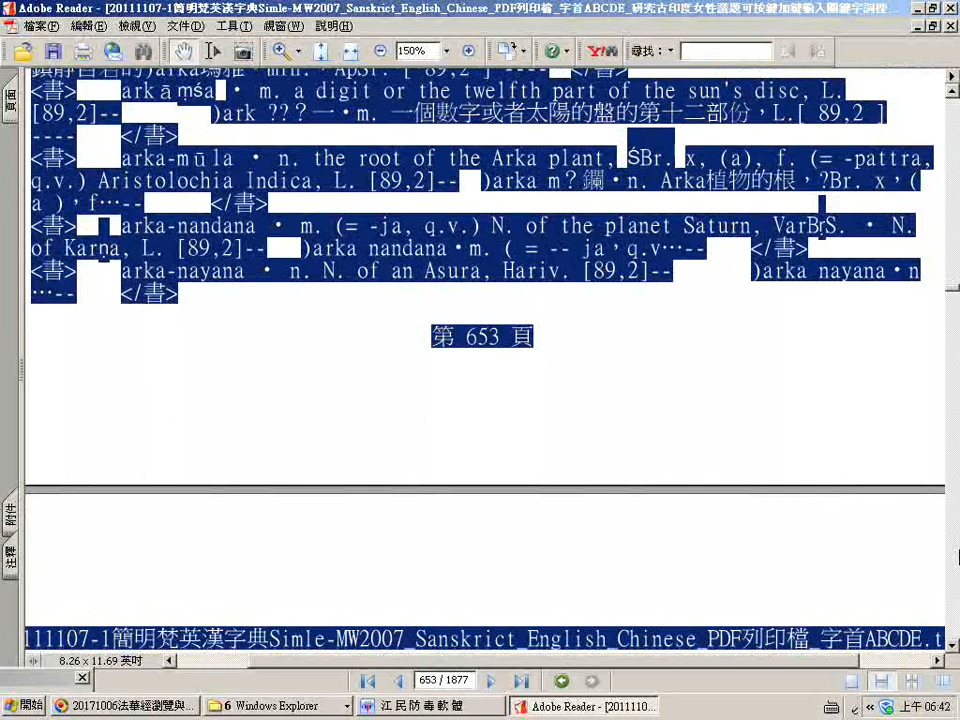 Adobe Reader - [20111107-1簡明梵英漢字典Simle-MW2007_Sanskrict_English_Chinese_PDF列印檔_字首ABCDE_研究古印度女性議題可按鍵加鍵輸入關鍵字詞搜
檔案(F) 編輯(E) 檢視(V) 文件(D) 工具(T) 視窗(W) 說明(H)
150% Y! 尋找：
頁面
<書> arkāṃśa • m. a digit or the twelfth part of the sun's disc, L.
[89,2]-- )ark ??？一‧m. 一個數字或者太陽的盤的第十二部份，L.[ 89,2 ]
---- </書>
<書> arka-mūla • n. the root of the Arka plant, ŚBr. x, (a), f. (= -pattra,
q.v.) Aristolochia Indica, L. [89,2]-- )arka m？鑭‧n. Arka植物的根，?Br. x，(
a )，f…-- </書>
<書> arka-nandana • m. (= -ja, q.v.) N. of the planet Saturn, VarBṛS. • N.
of Karṇa, L. [89,2]-- )arka nandana‧m. ( = -- ja，q.v…-- </書>
<書> arka-nayana • n. N. of an Asura, Hariv. [89,2]-- )arka nayana‧n
…-- </書>
第 653 頁
附件
注釋
111107-1簡明梵英漢字典Simle-MW2007_Sanskrict_English_Chinese_PDF列印檔_字首ABCDE.t
8.26 x 11.69 英吋
653 / 1877
開始 20171006法華經瀏覽與... 6 Windows Explorer 江民防毒軟體 Adobe Reader - [2011110... 上午 06:42